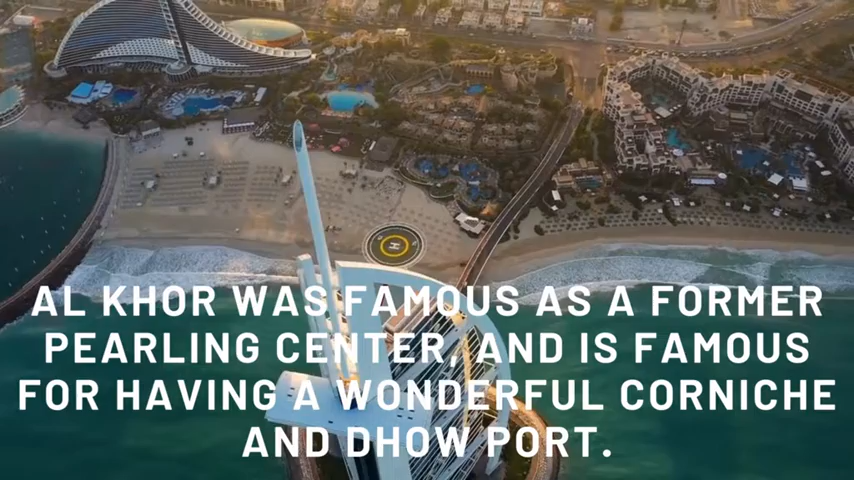 AL KHOR WAS FAMOUS AS A FORMER
PEARLING CENTER, AND IS FAMOUS
FOR HAVING A WONDERFUL CORNICHE
AND DHOW PORT.
H